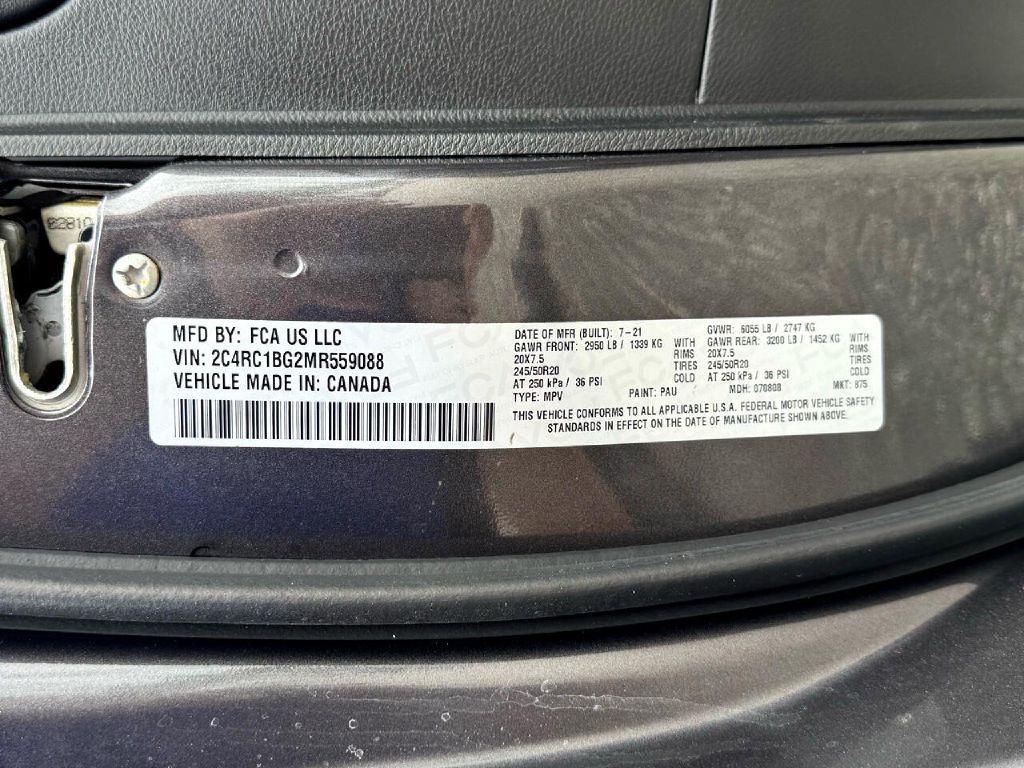 02810
MFD BY: FCA US LLC
VIN: 2C4RC1BG2MR559088
VEHICLE MADE IN: CANADA
DATE OF MFR (BUILT): 7-21 GVWR: 6055 LB / 2747 KG
GAWR FRONT: 2950 LB / 1339 KG WITH GAWR REAR: 3200 LB / 1452 KG WITH
20X7.5 RIMS 20X7.5 RIMS
245/50R20 TIRES 245/50R20 TIRES
AT 250 kPa / 36 PSI COLD AT 250 kPa / 36 PSI COLD
TYPE: MPV PAINT: PAU MDH: 070808 MKT: 875
THIS VEHICLE CONFORMS TO ALL APPLICABLE U.S.A. FEDERAL MOTOR VEHICLE SAFETY
STANDARDS IN EFFECT ON THE DATE OF MANUFACTURE SHOWN ABOVE.